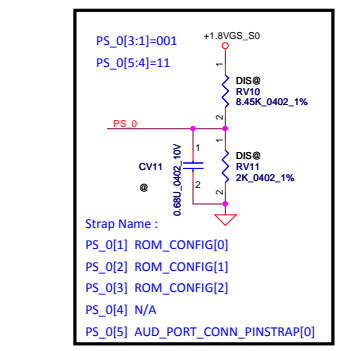 PS_0[3:1]=001
PS_0[5:4]=11
+1.8VGS_S0
1
DIS@
RV10
8.45K_0402_1%
2
PS_0
1
1
DIS@
RV11
2K_0402_1%
CV11
@
0.68U_0402_10V
2
2
Strap Name :
PS_0[1] ROM_CONFIG[0]
PS_0[2] ROM_CONFIG[1]
PS_0[3] ROM_CONFIG[2]
PS_0[4] N/A
PS_0[5] AUD_PORT_CONN_PINSTRAP[0]